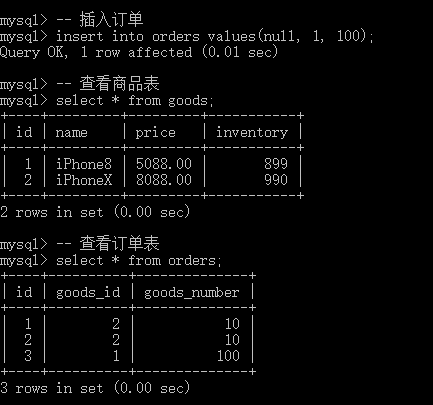 mysql> -- 插入订单
mysql> insert into orders values(null, 1, 100);
Query OK, 1 row affected (0.01 sec)
mysql> -- 查看商品表
mysql> select * from goods;
+----+---------+---------+-----------+
| id | name    | price   | inventory |
+----+---------+---------+-----------+
|  1 | iPhone8 | 5088.00 |       899 |
|  2 | iPhoneX | 8088.00 |       990 |
+----+---------+---------+-----------+
2 rows in set (0.00 sec)
mysql> -- 查看订单表
mysql> select * from orders;
+----+----------+--------------+
| id | goods_id | goods_number |
+----+----------+--------------+
|  1 |        2 |           10 |
|  2 |        2 |           10 |
|  3 |        1 |          100 |
+----+----------+--------------+
3 rows in set (0.00 sec)